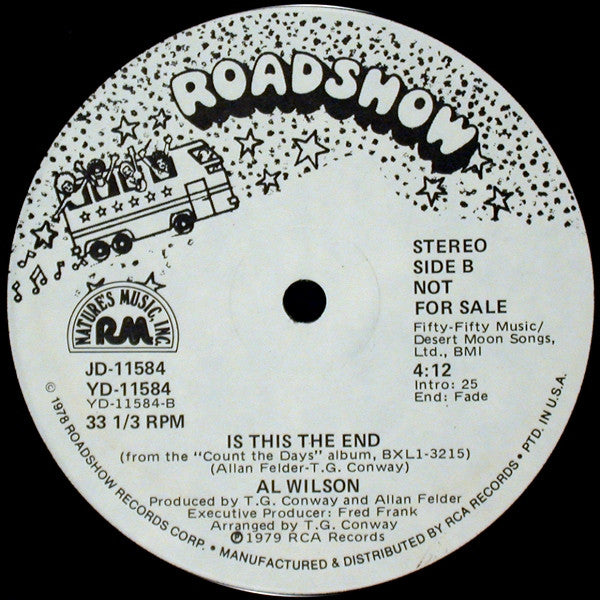 ROADSHOW
STEREO
SIDE B
NOT
FOR SALE
Fifty-Fifty Music/
Desert Moon Songs,
Ltd., BMI
4:12
Intro: 25
End: Fade
NATURE'S MUSIC, INC.
RM
JD-11584
YD-11584
YD-11584-B
33 1/3 RPM
IS THIS THE END
(from the "Count the Days" album, BXL1-3215)
(Allan Felder-T.G. Conway)
AL WILSON
Produced by T.G. Conway and Allan Felder
Executive Producer: Fred Frank
Arranged by T.G. Conway
℗1979 RCA Records
© 1978 ROADSHOW RECORDS CORP. • MANUFACTURED & DISTRIBUTED BY RCA RECORDS • PTD. IN U.S.A.